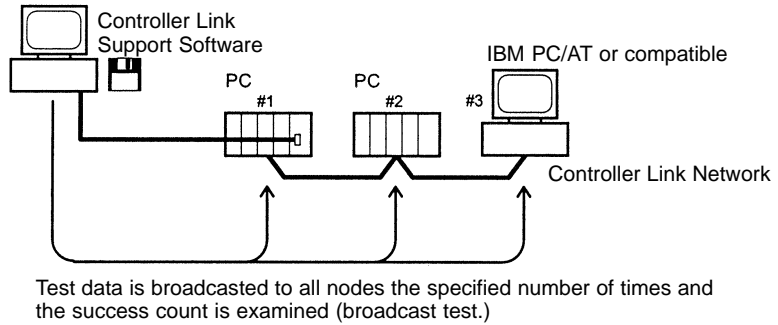 Controller Link
Support Software
IBM PC/AT or compatible
PC
PC
#1
#2
#3
Controller Link Network
Test data is broadcasted to all nodes the specified number of times and
the success count is examined (broadcast test.)